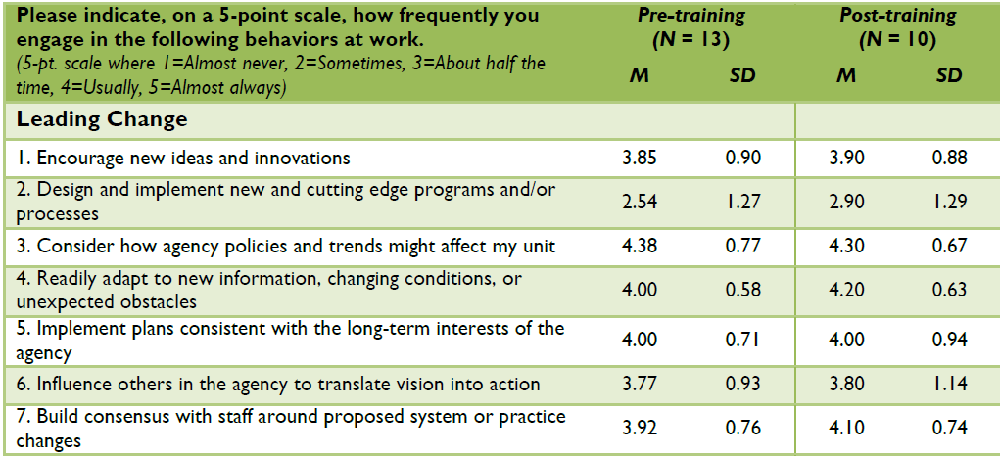 Please indicate, on a 5-point scale, how frequently you Pre-training Post-training
engage in the following behaviors at work. (N = 13) (N = 10)
(5-pt. scale where 1=Almost never, 2=Sometimes, 3=About half the
time, 4=Usually, 5=Almost always) M SD M SD
Leading Change
1. Encourage new ideas and innovations 3.85 0.90 3.90 0.88
2. Design and implement new and cutting edge programs and/or
processes 2.54 1.27 2.90 1.29
3. Consider how agency policies and trends might affect my unit 4.38 0.77 4.30 0.67
4. Readily adapt to new information, changing conditions, or
unexpected obstacles 4.00 0.58 4.20 0.63
5. Implement plans consistent with the long-term interests of the
agency 4.00 0.71 4.00 0.94
6. Influence others in the agency to translate vision into action 3.77 0.93 3.80 1.14
7. Build consensus with staff around proposed system or practice
changes 3.92 0.76 4.10 0.74